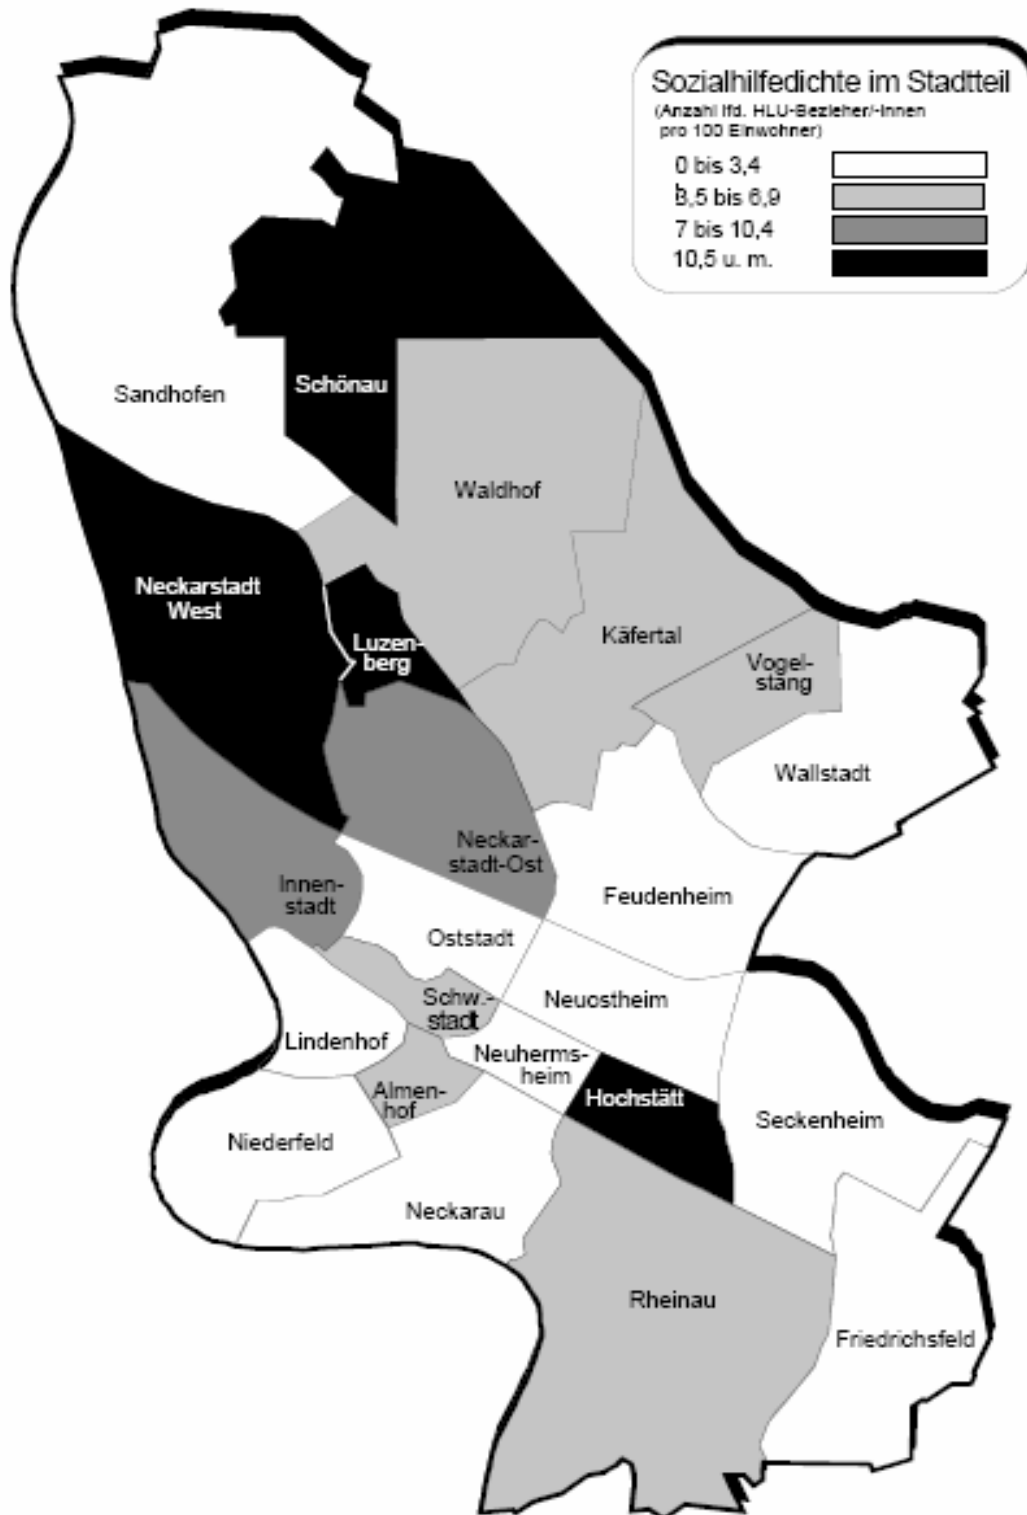 Sozialhilfedichte im Stadtteil
(Anzahl lfd. HLU-Bezieher/-innen
pro 100 Einwohner)
0 bis 3,4
3,5 bis 6,9
7 bis 10,4
10,5 u. m.
Sandhofen
Schönau
Waldhof
Neckarstadt
West
Luzen-
berg
Käfertal
Vogel-
stang
Wallstadt
Neckar-
stadt-Ost
Innen-
stadt
Feudenheim
Oststadt
Schw.-
stadt
Neuostheim
Lindenhof
Neuherms-
heim
Almen-
hof
Hochstätt
Seckenheim
Niederfeld
Neckarau
Rheinau
Friedrichsfeld